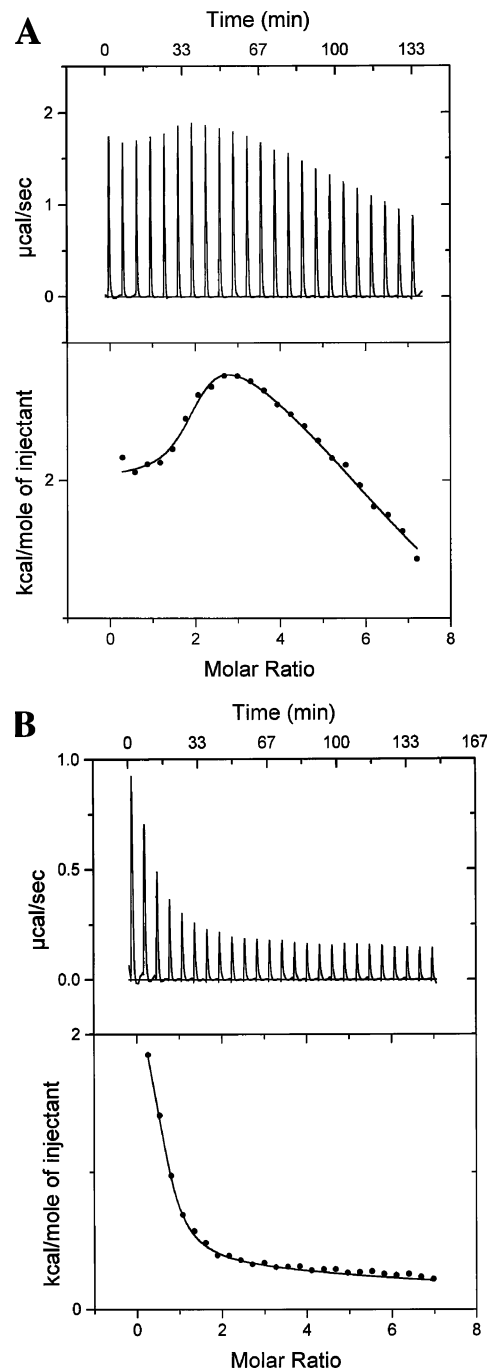 A
Time (min)
0 33 67 100 133
2
1
0
µcal/sec
2
kcal/mole of injectant
0 2 4 6 8
Molar Ratio
B
Time (min)
0 33 67 100 133 167
1.0
0.5
0.0
µcal/sec
2
0
kcal/mole of injectant
0 2 4 6 8
Molar Ratio